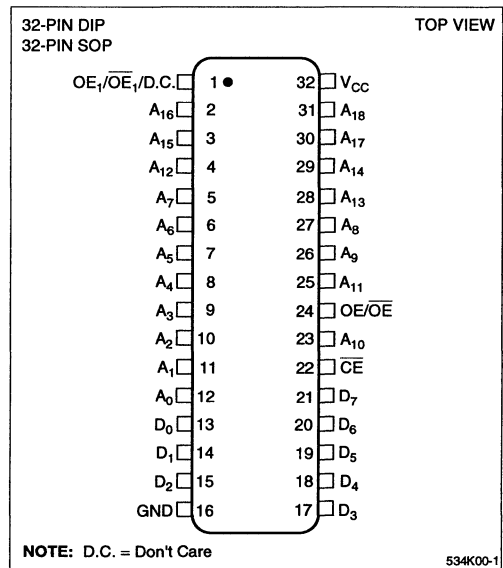 32-PIN DIP TOP VIEW
32-PIN SOP
OE₁/O̅E̅₁/D.C. 1 ● 32 V_CC
A₁₆ 2 31 A₁₈
A₁₅ 3 30 A₁₇
A₁₂ 4 29 A₁₄
A₇ 5 28 A₁₃
A₆ 6 27 A₈
A₅ 7 26 A₉
A₄ 8 25 A₁₁
A₃ 9 24 OE/O̅E̅
A₂ 10 23 A₁₀
A₁ 11 22 C̅E̅
A₀ 12 21 D₇
D₀ 13 20 D₆
D₁ 14 19 D₅
D₂ 15 18 D₄
GND 16 17 D₃
NOTE: D.C. = Don't Care
534K00-1